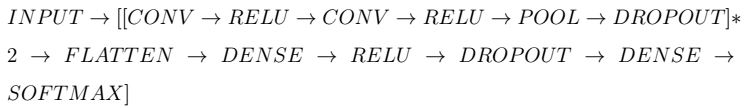 INPUT → [[CONV → RELU → CONV → RELU → POOL → DROPOUT]∗
2 → FLATTEN → DENSE → RELU → DROPOUT → DENSE →
SOFTMAX]